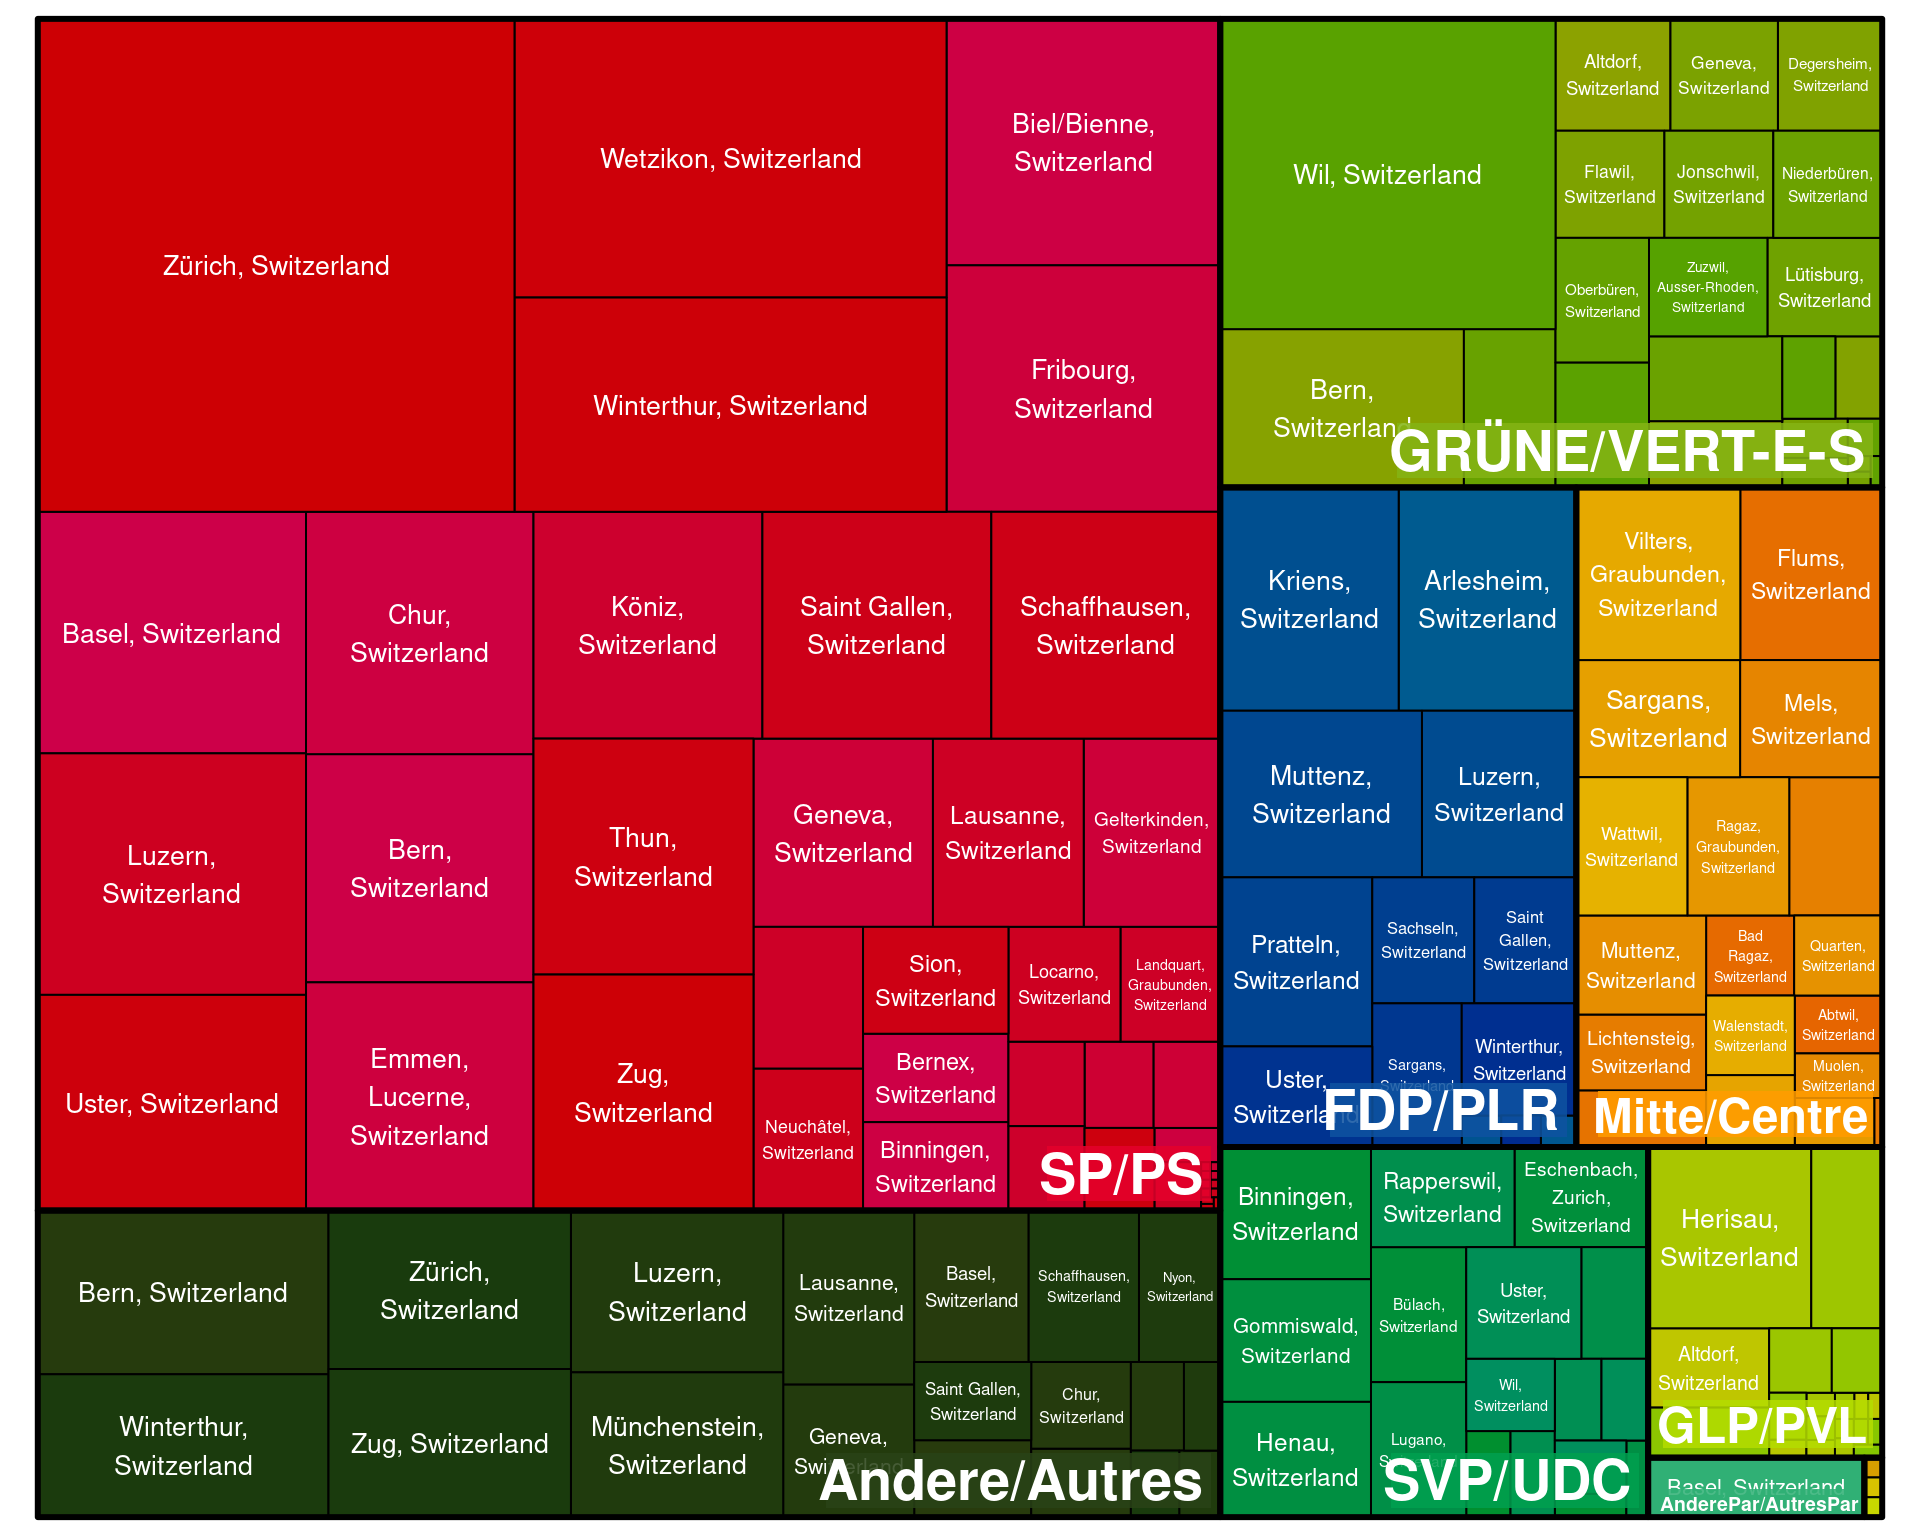 Zürich, Switzerland
Wetzikon, Switzerland
Winterthur, Switzerland
Biel/Bienne,
Switzerland
Fribourg,
Switzerland
Basel, Switzerland
Chur,
Switzerland
Köniz,
Switzerland
Saint Gallen,
Switzerland
Schaffhausen,
Switzerland
Luzern,
Switzerland
Bern,
Switzerland
Thun,
Switzerland
Geneva,
Switzerland
Lausanne,
Switzerland
Gelterkinden,
Switzerland
Uster, Switzerland
Emmen,
Lucerne,
Switzerland
Zug,
Switzerland
Sion,
Switzerland
Locarno,
Switzerland
Landquart,
Graubunden,
Switzerland
Bernex,
Switzerland
Neuchâtel,
Switzerland
Binningen,
Switzerland
SP/PS
Bern, Switzerland
Zürich,
Switzerland
Luzern,
Switzerland
Lausanne,
Switzerland
Basel,
Switzerland
Schaffhausen,
Switzerland
Nyon,
Switzerland
Winterthur,
Switzerland
Zug, Switzerland
Münchenstein,
Switzerland
Geneva,
Switzerland
Saint Gallen,
Switzerland
Chur,
Switzerland
Andere/Autres
Wil, Switzerland
Altdorf,
Switzerland
Geneva,
Switzerland
Degersheim,
Switzerland
Flawil,
Switzerland
Jonschwil,
Switzerland
Niederbüren,
Switzerland
Oberbüren,
Switzerland
Zuzwil,
Ausser-Rhoden,
Switzerland
Lütisburg,
Switzerland
Bern,
Switzerland
GRÜNE/VERT-E-S
Kriens,
Switzerland
Arlesheim,
Switzerland
Muttenz,
Switzerland
Luzern,
Switzerland
Pratteln,
Switzerland
Sachseln,
Switzerland
Saint
Gallen,
Switzerland
Uster,
Switzerland
Sargans,
Switzerland
Winterthur,
Switzerland
FDP/PLR
Vilters,
Graubunden,
Switzerland
Flums,
Switzerland
Sargans,
Switzerland
Mels,
Switzerland
Wattwil,
Switzerland
Ragaz,
Graubunden,
Switzerland
Muttenz,
Switzerland
Bad
Ragaz,
Switzerland
Quarten,
Switzerland
Lichtensteig,
Switzerland
Walenstadt,
Switzerland
Abtwil,
Switzerland
Muolen,
Switzerland
Mitte/Centre
Binningen,
Switzerland
Rapperswil,
Switzerland
Eschenbach,
Zurich,
Switzerland
Gommiswald,
Switzerland
Bülach,
Switzerland
Uster,
Switzerland
Wil,
Switzerland
Henau,
Switzerland
Lugano,
Switzerland
SVP/UDC
Herisau,
Switzerland
Altdorf,
Switzerland
GLP/PVL
Basel, Switzerland
AnderePar/AutresPar